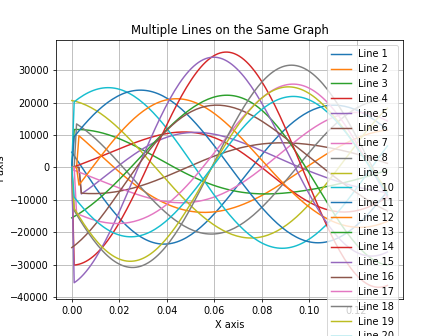 Multiple Lines on the Same Graph
30000
20000
10000
0
−10000
−20000
−30000
−40000
0.00 0.02 0.04 0.06 0.08 0.10
X axis
Line 1
Line 2
Line 3
Line 4
Line 5
Line 6
Line 7
Line 8
Line 9
Line 10
Line 11
Line 12
Line 13
Line 14
Line 15
Line 16
Line 17
Line 18
Line 19
Line 20